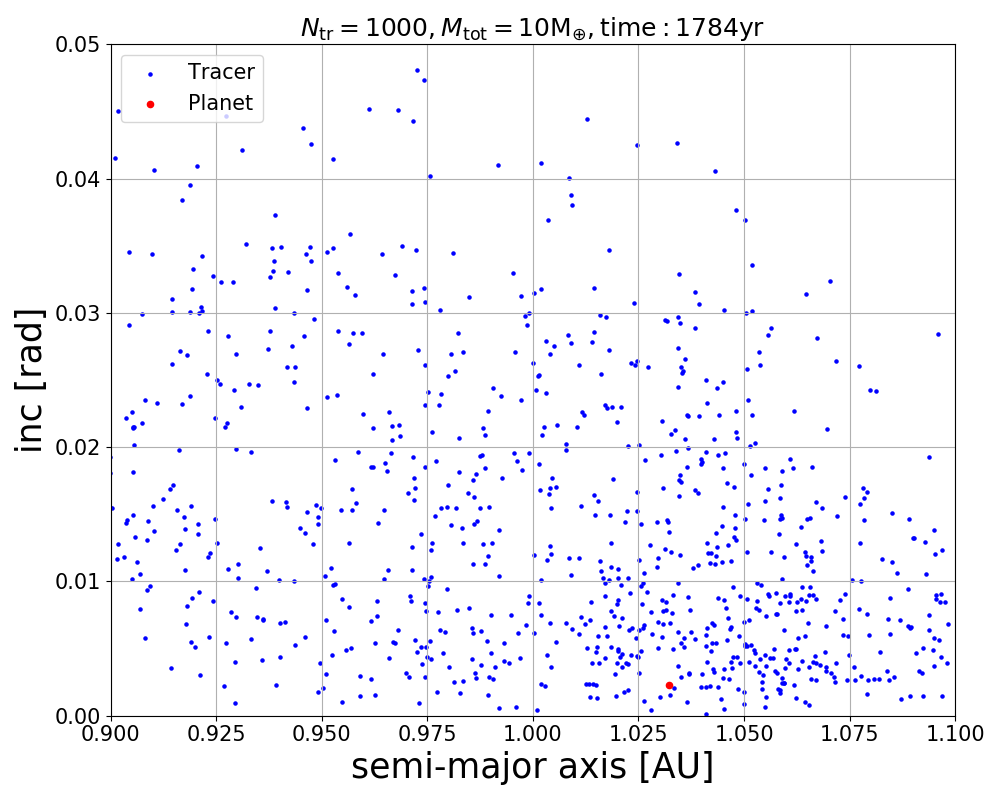 N_tr = 1000, M_tot = 10M_⊕, time : 1784yr
Tracer
Planet
0.05
0.04
0.03
0.02
0.01
0.00
inc [rad]
0.900 0.925 0.950 0.975 1.000 1.025 1.050 1.075 1.100
semi-major axis [AU]